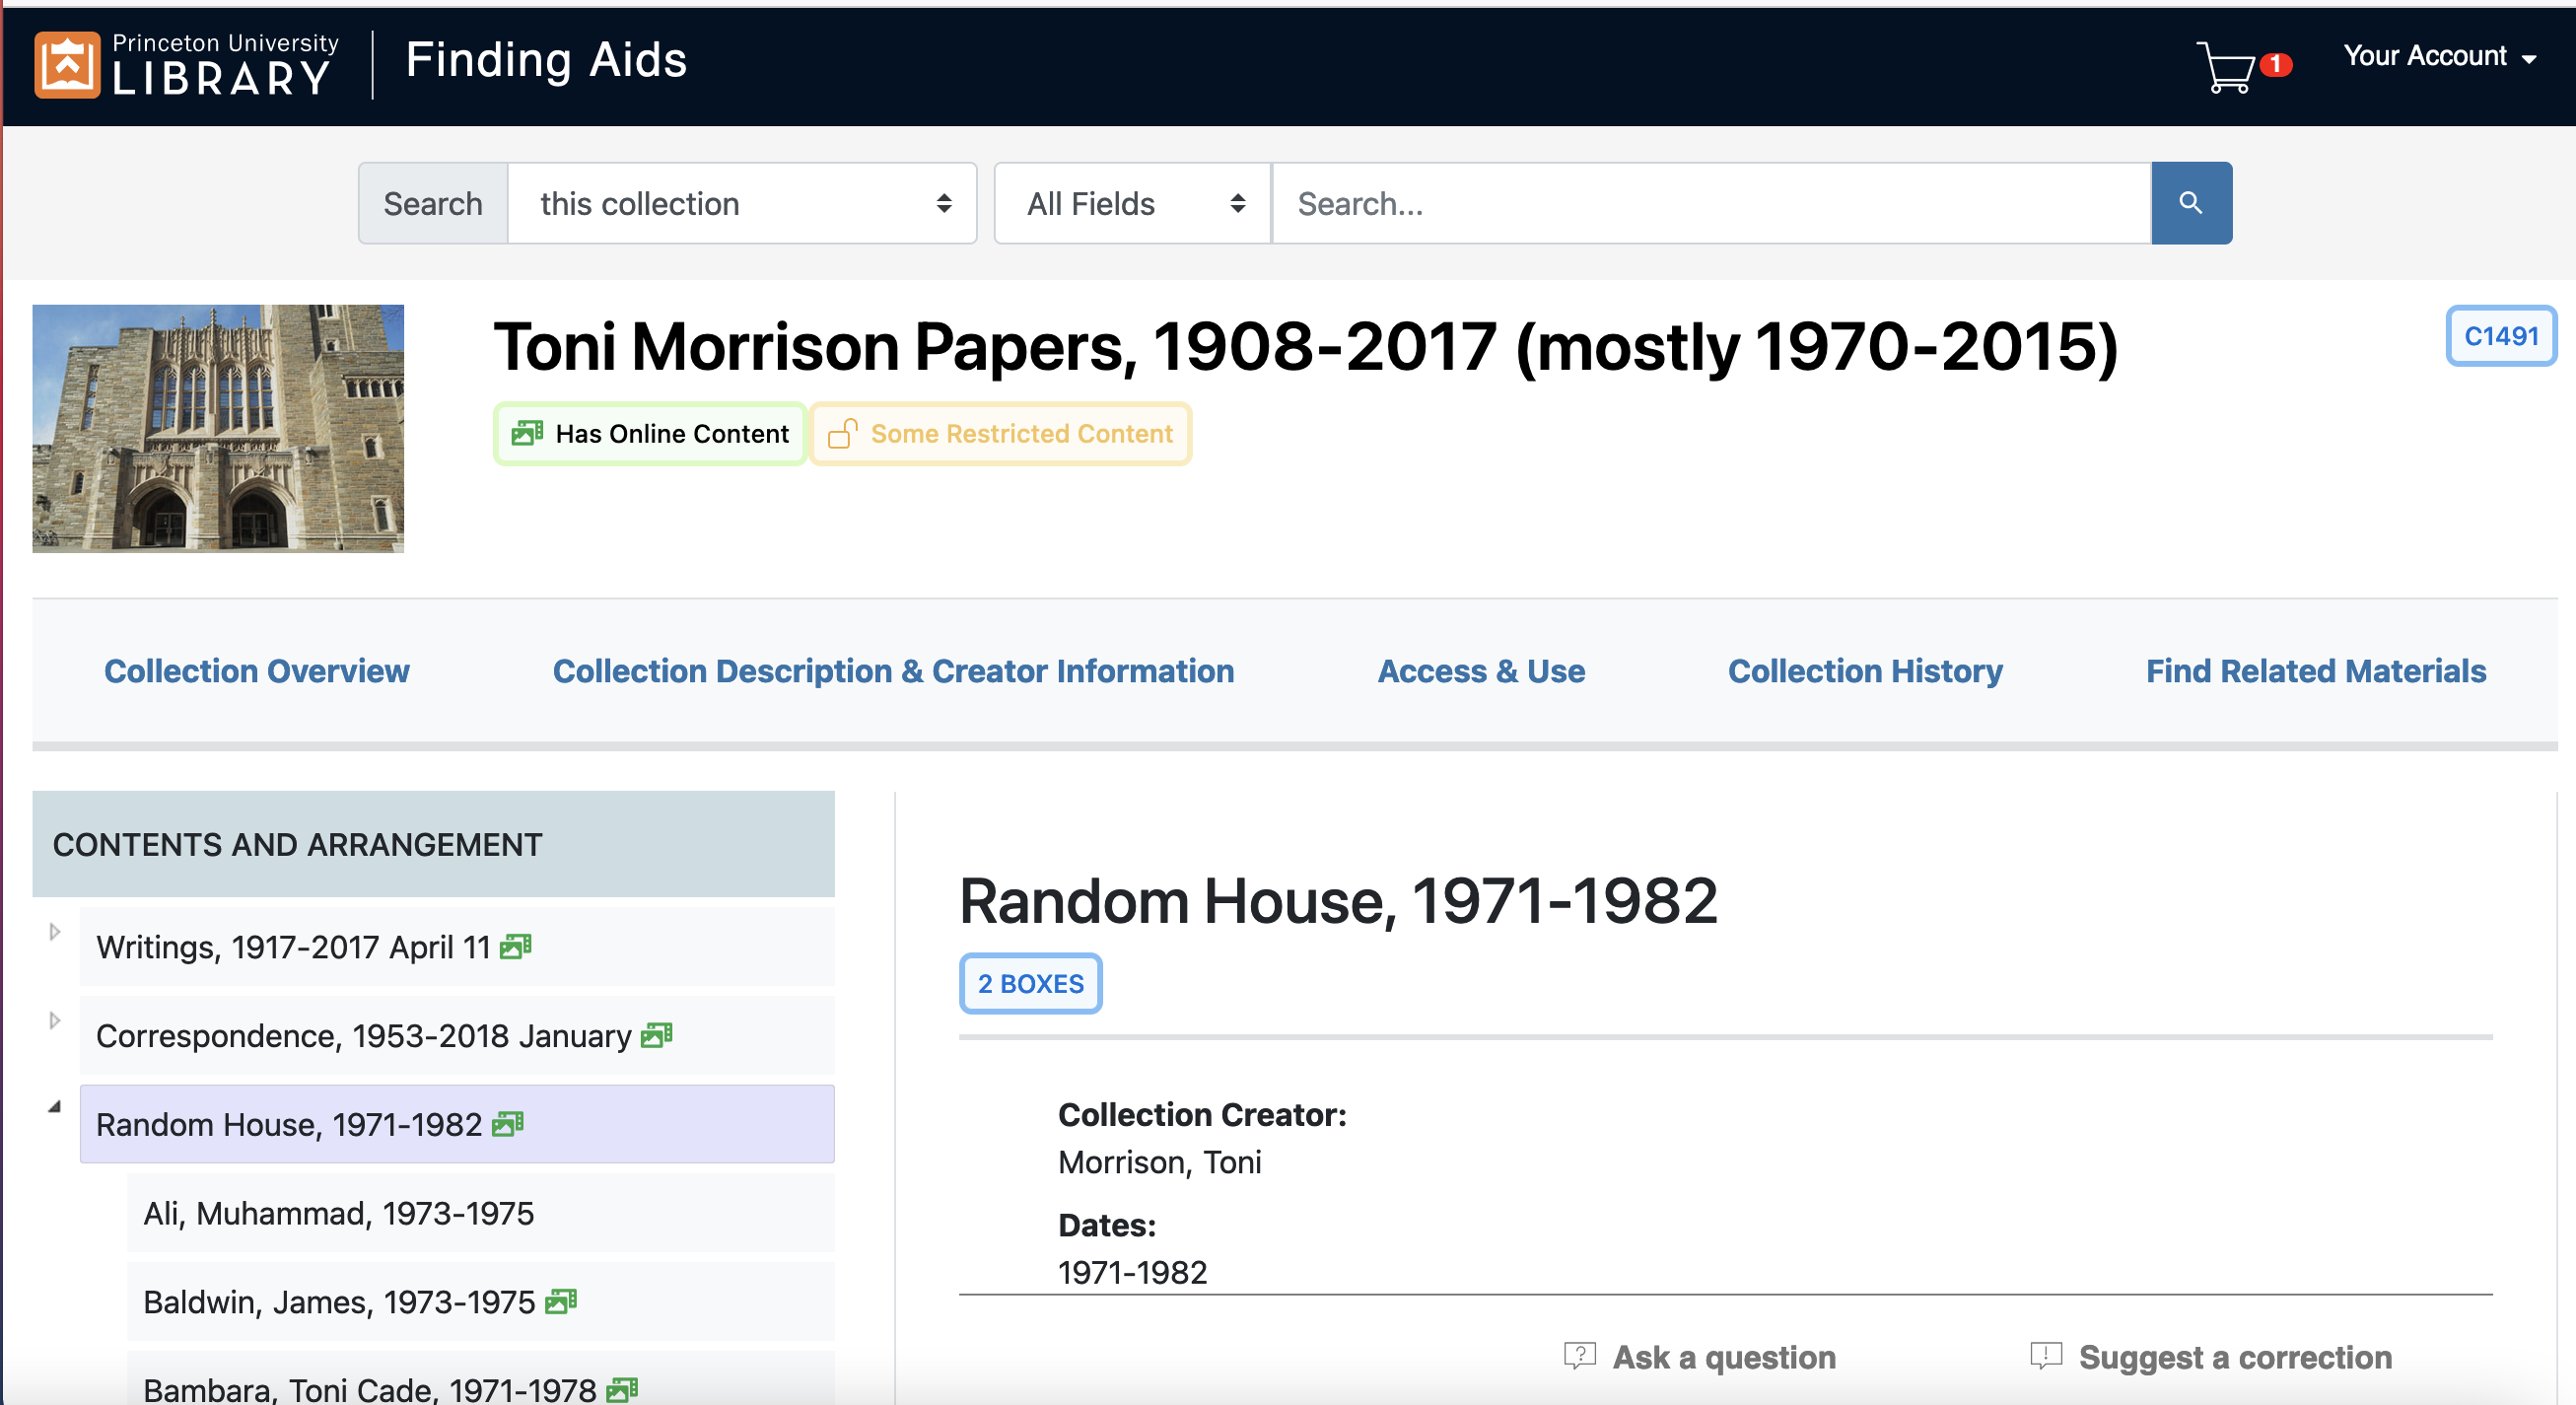 Princeton University
LIBRARY
Finding Aids
1
Your Account
Search
this collection
All Fields
Search...
Toni Morrison Papers, 1908-2017 (mostly 1970-2015)
C1491
Has Online Content
Some Restricted Content
Collection Overview
Collection Description & Creator Information
Access & Use
Collection History
Find Related Materials
CONTENTS AND ARRANGEMENT
Writings, 1917-2017 April 11
Correspondence, 1953-2018 January
Random House, 1971-1982
Ali, Muhammad, 1973-1975
Baldwin, James, 1973-1975
Bambara, Toni Cade, 1971-1978
Random House, 1971-1982
2 BOXES
Collection Creator:
Morrison, Toni
Dates:
1971-1982
Ask a question
Suggest a correction